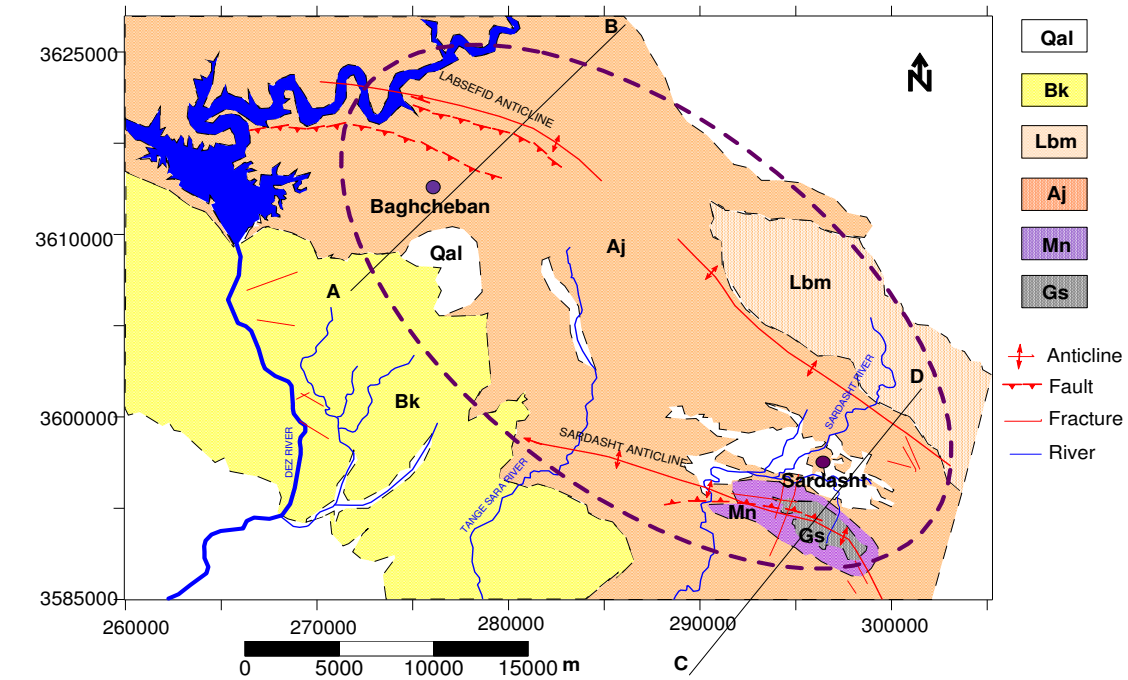 B
3625000
N
Qal
LABSEFID ANTICLINE
Bk
Lbm
Aj
Baghcheban
3610000
Qal
Aj
Mn
Lbm
Gs
A
SARDASHT RIVER
Anticline
D
Fault
Bk
3600000
Fracture
SARDASHT ANTICLINE
DEZ RIVER
River
TANGE SARA RIVER
Sardasht
Mn
Gs
3585000
260000 270000 280000 290000 300000
0 5000 10000 15000 m
C